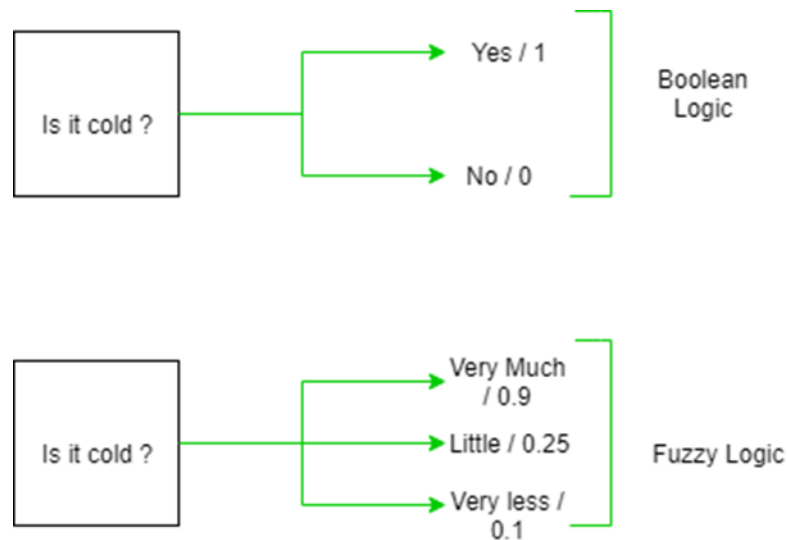 Is it cold ?
Yes / 1
No / 0
Boolean
Logic
Is it cold ?
Very Much
/ 0.9
Little / 0.25
Very less /
0.1
Fuzzy Logic